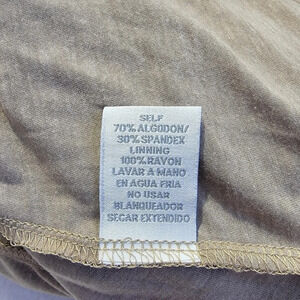 SELF
70% ALGODON/
30% SPANDEX
LINNING
100% RAYON
LAVAR A MANO
EN AGUA FRIA
NO USAR
BLANQUEADOR
SECAR EXTENDIDO